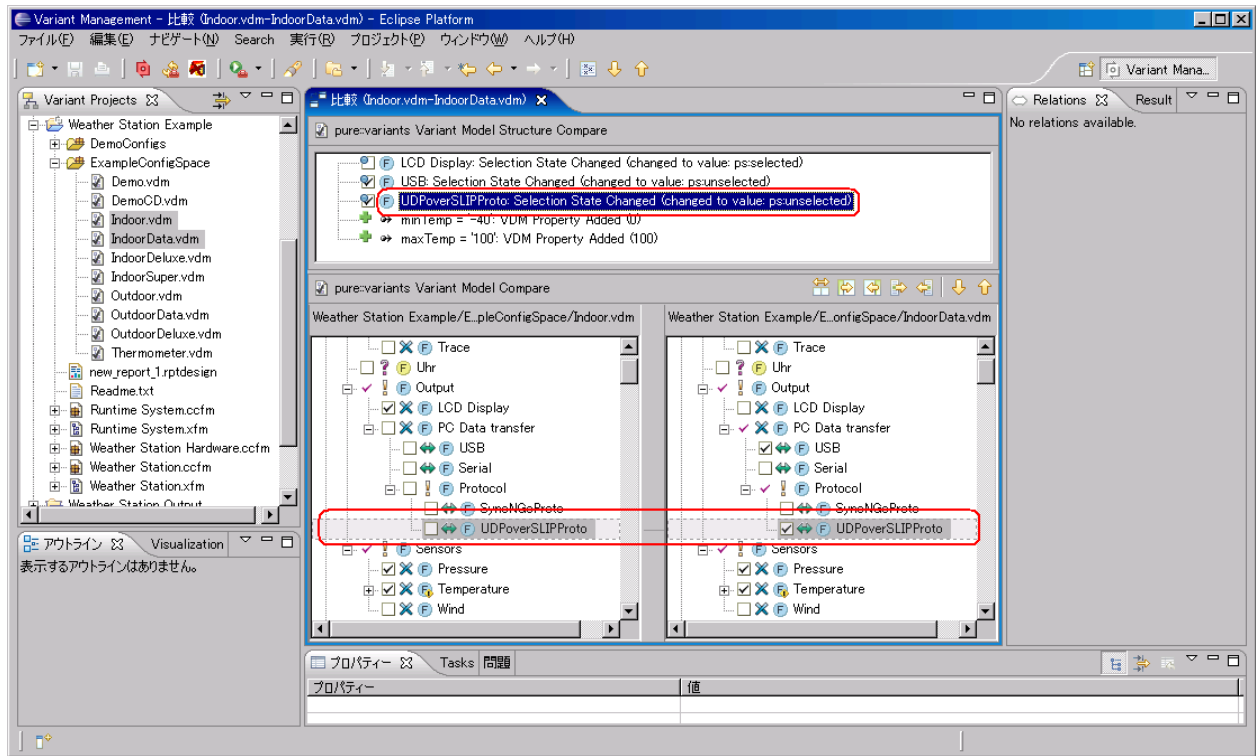 Variant Management - 比較 (Indoor.vdm-IndoorData.vdm) - Eclipse Platform
ファイル(F) 編集(E) ナビゲート(N) Search 実行(R) プロジェクト(P) ウィンドウ(W) ヘルプ(H)
Variant Mana...
Variant Projects
Weather Station Example
DemoConfigs
ExampleConfigSpace
Demo.vdm
DemoCD.vdm
Indoor.vdm
IndoorData.vdm
IndoorDeluxe.vdm
IndoorSuper.vdm
Outdoor.vdm
OutdoorData.vdm
OutdoorDeluxe.vdm
Thermometer.vdm
new_report_1.rptdesign
Readme.txt
Runtime System.ccfm
Runtime System.xfm
Weather Station Hardware.ccfm
Weather Station.ccfm
Weather Station.xfm
Weather Station Output
アウトライン Visualization
表示するアウトラインはありません。
比較 (Indoor.vdm-IndoorData.vdm)
pure::variants Variant Model Structure Compare
LCD Display: Selection State Changed (changed to value: ps:selected)
USB: Selection State Changed (changed to value: ps:unselected)
UDPoverSLIPProto: Selection State Changed (changed to value: ps:unselected)
minTemp = '-40': VDM Property Added (0)
maxTemp = '100': VDM Property Added (100)
pure::variants Variant Model Compare
Weather Station Example/E...pleConfigSpace/Indoor.vdm
Trace
Uhr
Output
LCD Display
PC Data transfer
USB
Serial
Protocol
SyncNGoProto
UDPoverSLIPProto
Sensors
Pressure
Temperature
Wind
Weather Station Example/E...onfigSpace/IndoorData.vdm
Trace
Uhr
Output
LCD Display
PC Data transfer
USB
Serial
Protocol
SyncNGoProto
UDPoverSLIPProto
Sensors
Pressure
Temperature
Wind
Relations Result
No relations available.
プロパティー Tasks 問題
プロパティー 値